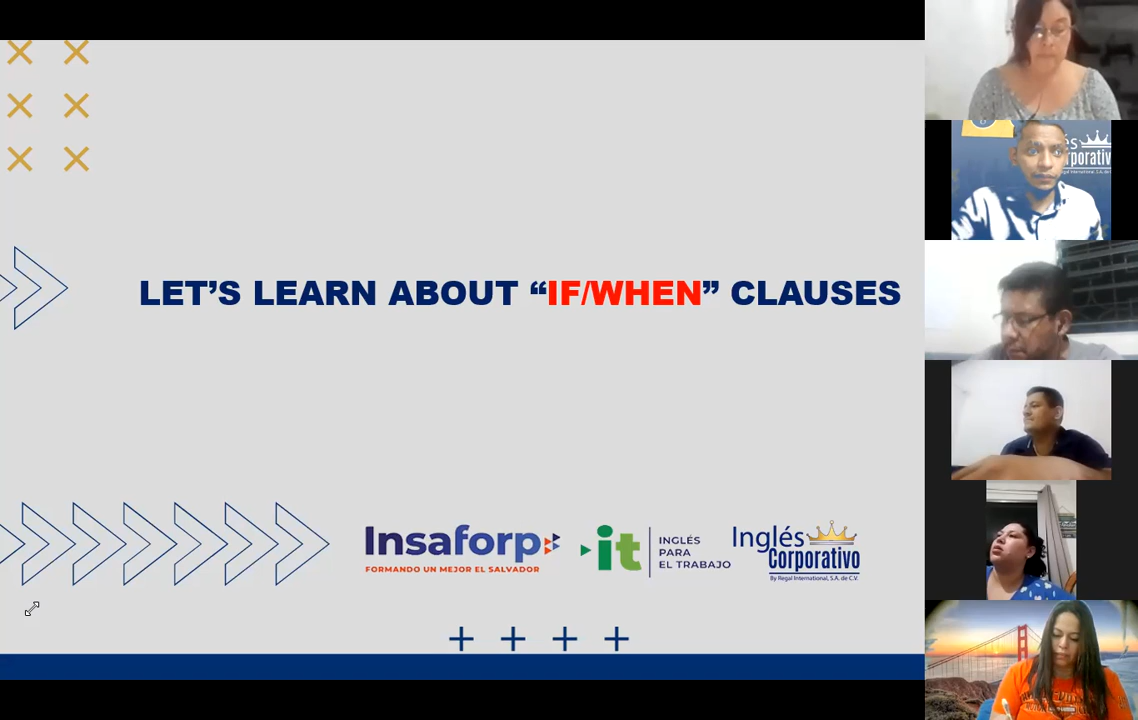 LET’S LEARN ABOUT “IF/WHEN” CLAUSES
Insaforp
FORMANDO UN MEJOR EL SALVADOR
it
INGLÉS
PARA
EL TRABAJO
Inglés
Corporativo
By Regal International, S.A. de C.V.